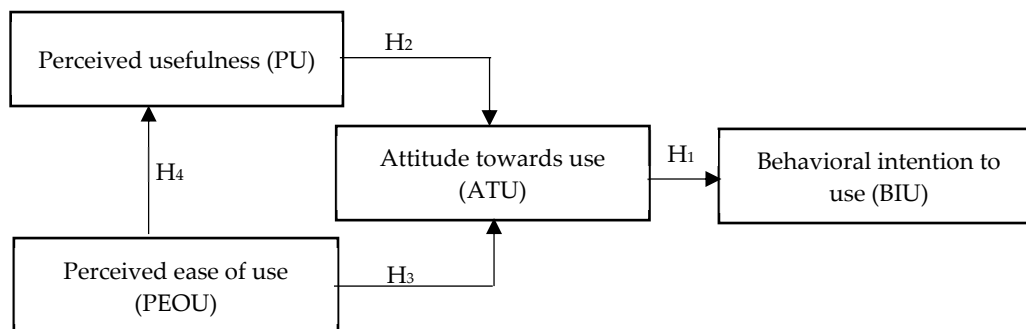 H2
Perceived usefulness (PU)
Attitude towards use
(ATU)
H1
Behavioral intention to
use (BIU)
H4
Perceived ease of use
(PEOU)
H3